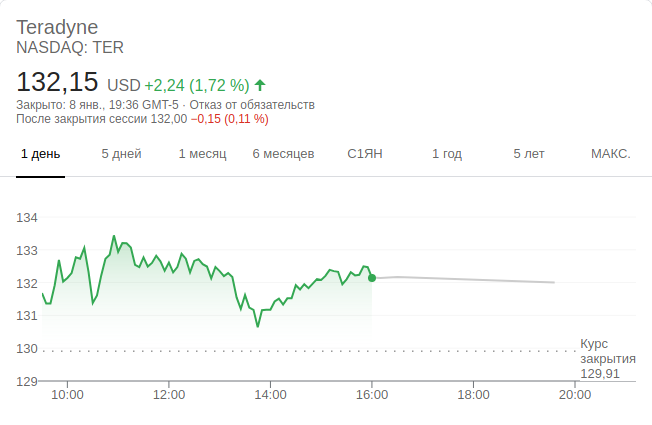 Teradyne
NASDAQ: TER
132,15 USD +2,24 (1,72 %)
Закрыто: 8 янв., 19:36 GMT-5 · Отказ от обязательств
После закрытия сессии 132,00 −0,15 (0,11 %)
1 день 5 дней 1 месяц 6 месяцев С1ЯН 1 год 5 лет МАКС.
134
133
132
131
130
129
Курс
закрытия
129,91
10:00 12:00 14:00 16:00 18:00 20:00